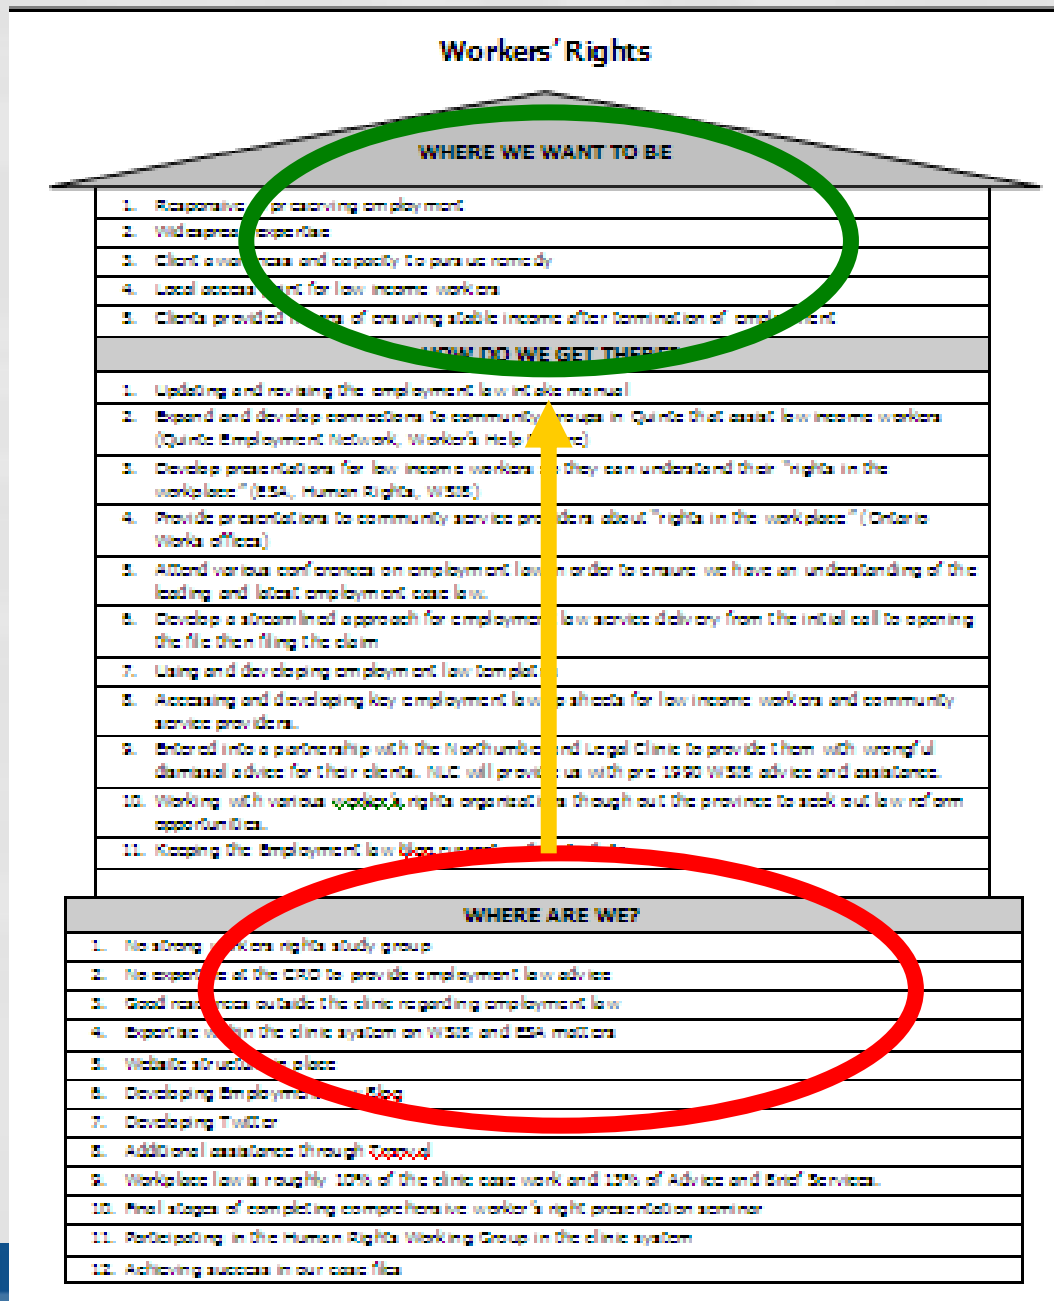 Workers' Rights
WHERE WE WANT TO BE
1. Responsive preserving employment
2. Widespread expertise
3. Client awareness and capacity to pursue remedy
4. Local access point for low income workers
5. Clients provided means of ensuring stable income after termination of employment
HOW DO WE GET THERE?
1. Updating and revising the employment law intake manual
2. Expand and develop connections to community groups in Quinte that assist low income workers
(Quinte Employment Network, Worker's Help Centre)
3. Develop presentations for low income workers so they can understand their "rights in the
workplace" (ESA, Human Rights, WSIB)
4. Provide presentations to community service providers about "rights in the workplace" (Ontario
Works offices)
5. Attend various conferences on employment law in order to ensure we have an understanding of the
leading and latest employment case law.
6. Develop a streamlined approach for employment law service delivery from the initial call to opening
the file then filing the claim
7. Using and developing employment law templates
8. Accessing and developing key employment law tip sheets for low income workers and community
service providers.
9. Entered into a partnership with the Northumberland Legal Clinic to provide them with wrongful
dismissal advice for their clients. NLC will provide us with pre 1990 WSIB advice and assistance.
10. Working with various worker's rights organisations though out the province to seek out law reform
opportunities.
11. Keeping the Employment law blog
WHERE ARE WE?
1. No strong workers rights study group
2. No expertise at the CRO to provide employment law advice
3. Good resources outside the clinic regarding employment law
4. Expertise within the clinic system on WSIB and ESA matters
5. Website structure in place
6. Developing Employment Law Blog
7. Developing Twitter
8. Additional assistance through
9. Workplace law is roughly 10% of the clinic case work and 15% of Advice and Brief Services.
10. Final stages of completing comprehensive worker's right presentation seminar
11. Participating in the Human Rights Working Group in the clinic system
12. Achieving success in our case files